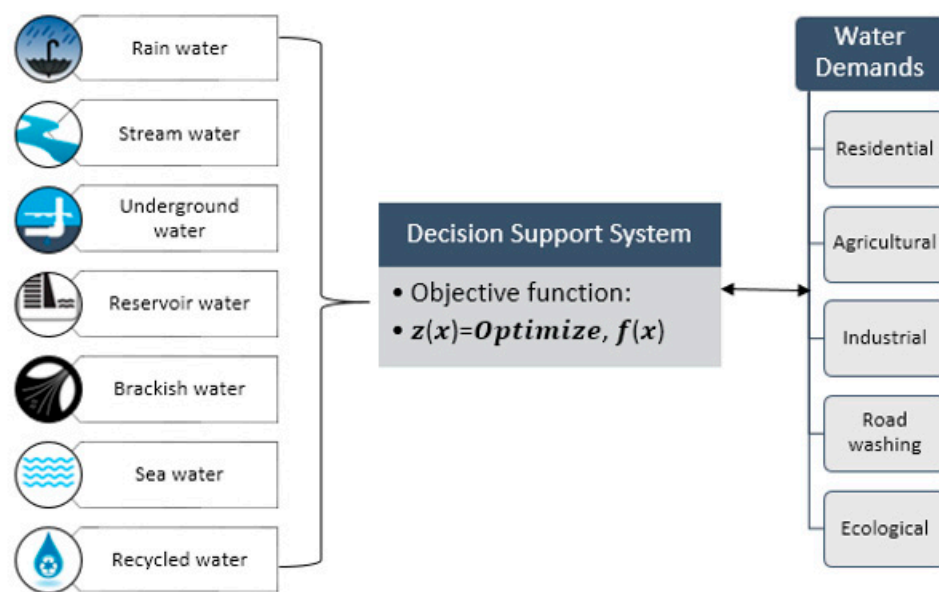 Rain water
Stream water
Underground
water
Reservoir water
Brackish water
Sea water
Recycled water
Decision Support System
• Objective function:
• z(x)=Optimize, f(x)
Water
Demands
Residential
Agricultural
Industrial
Road
washing
Ecological